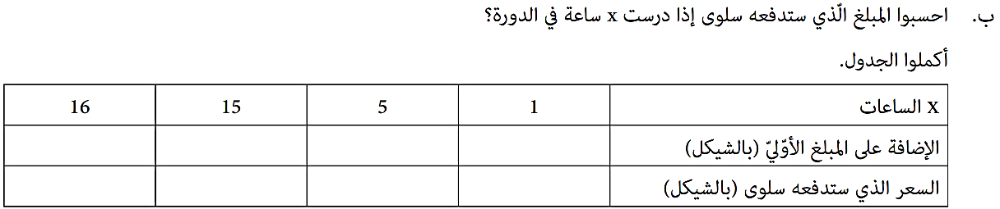 ب. احسبوا المبلغ الّذي ستدفعه سلوى إذا درست x ساعة في الدورة؟
أكملوا الجدول.
x الساعات 1 5 15 16
الإضافة على المبلغ الأوّليّ (بالشيكل)
السعر الذي ستدفعه سلوى (بالشيكل)